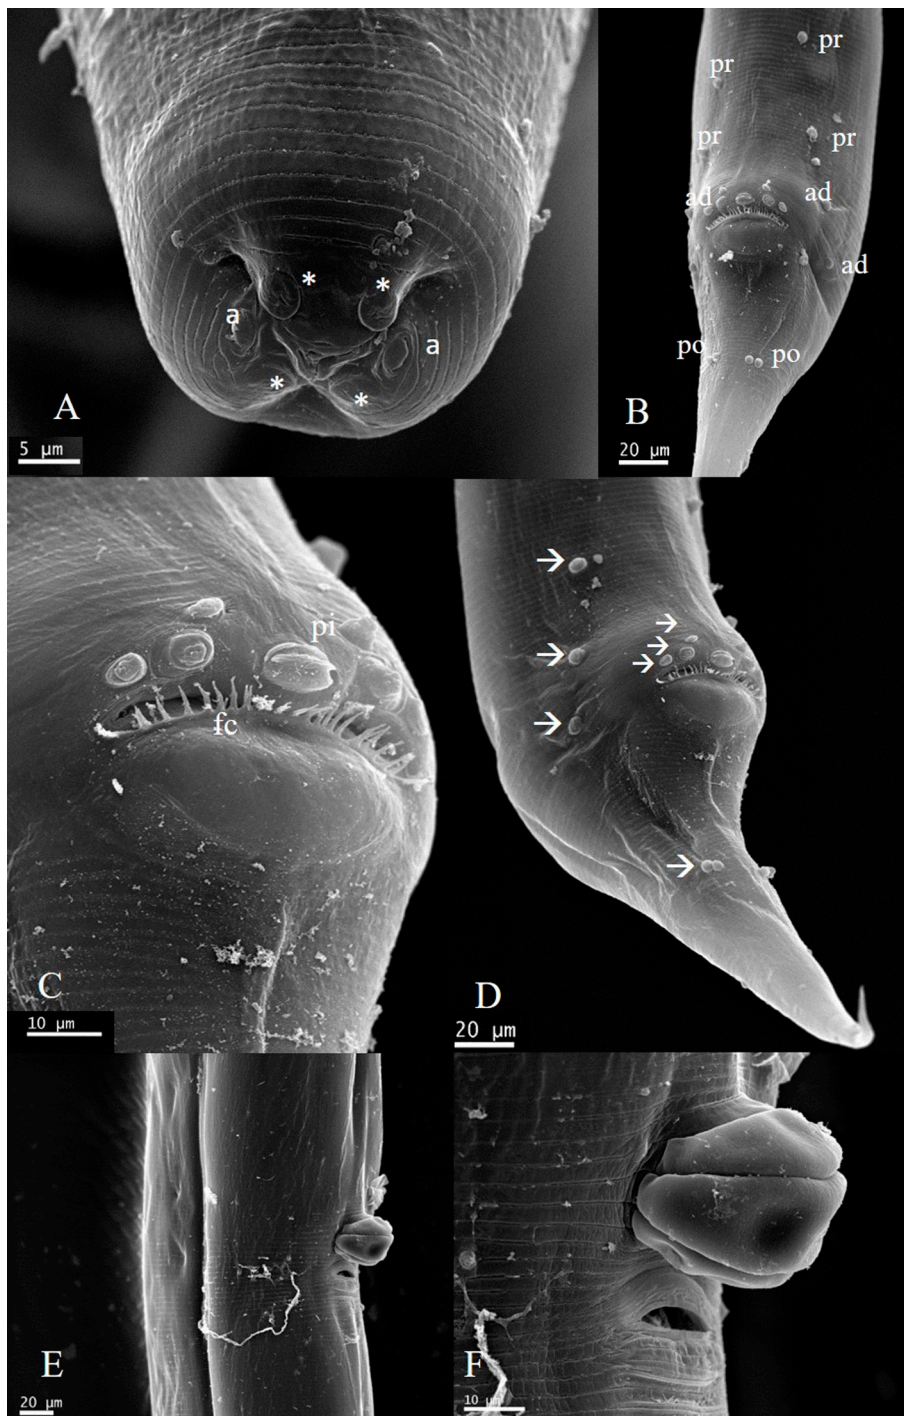 * *
a a
* *
A
5 µm
pr
pr
pr pr
ad ad
ad
po po
B
20 µm
pi
fc
C
10 µm
→
→
→
→
→
→
→
D
20 µm
E
20 µm
F
10 µm